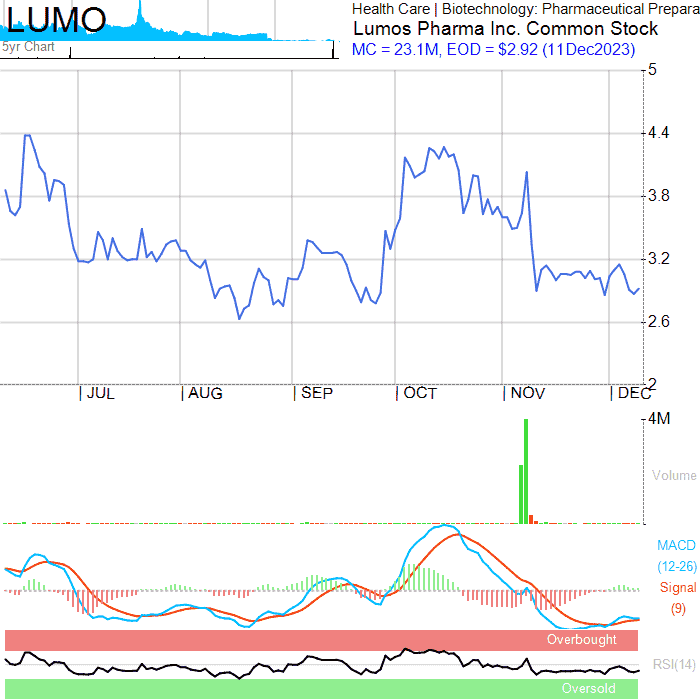 LUMO
Health Care | Biotechnology: Pharmaceutical Prepara
Lumos Pharma Inc. Common Stock
5yr Chart
MC = 23.1M, EOD = $2.92 (11Dec2023)
5
4.4
3.8
3.2
2.6
2
| JUL | AUG | SEP | OCT | NOV | DEC
4M
Volume
MACD
(12-26)
Signal
(9)
Overbought
RSI(14)
Oversold